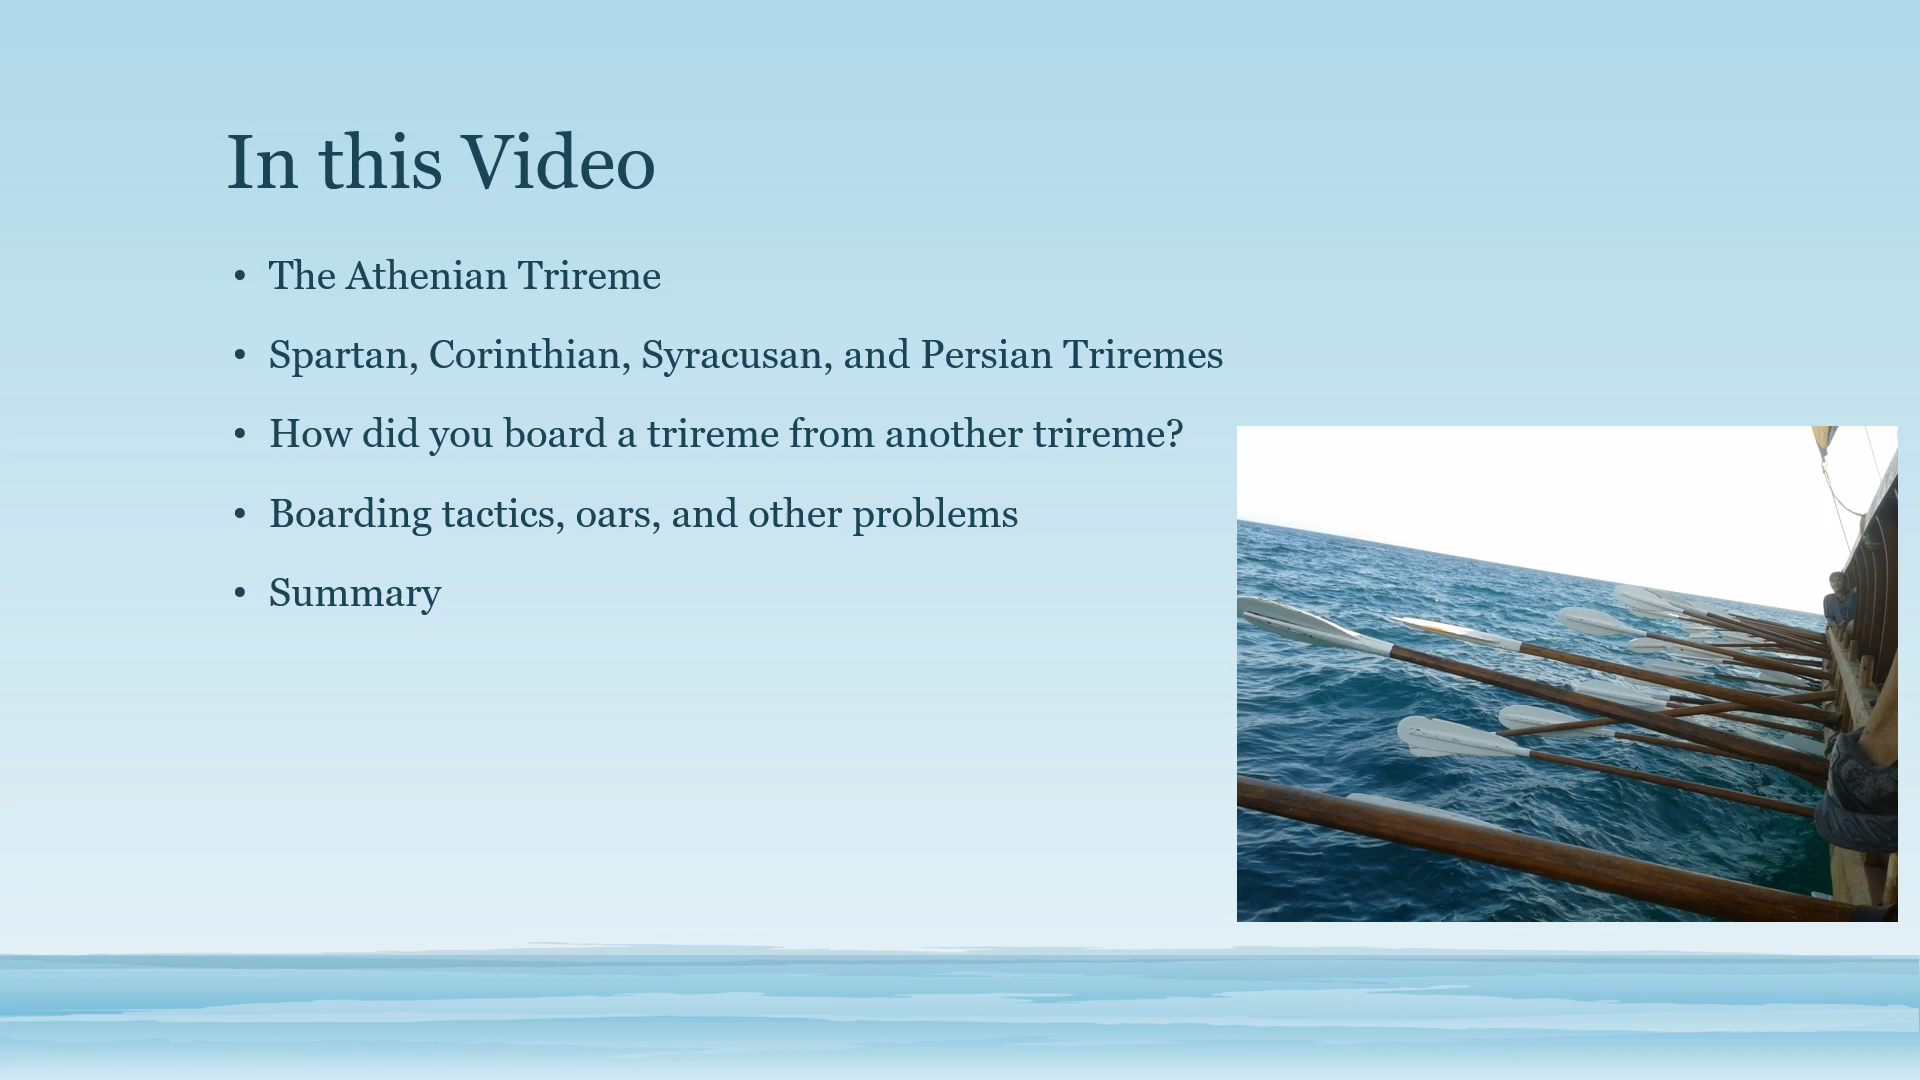 In this Video
• The Athenian Trireme
• Spartan, Corinthian, Syracusan, and Persian Triremes
• How did you board a trireme from another trireme?
• Boarding tactics, oars, and other problems
• Summary